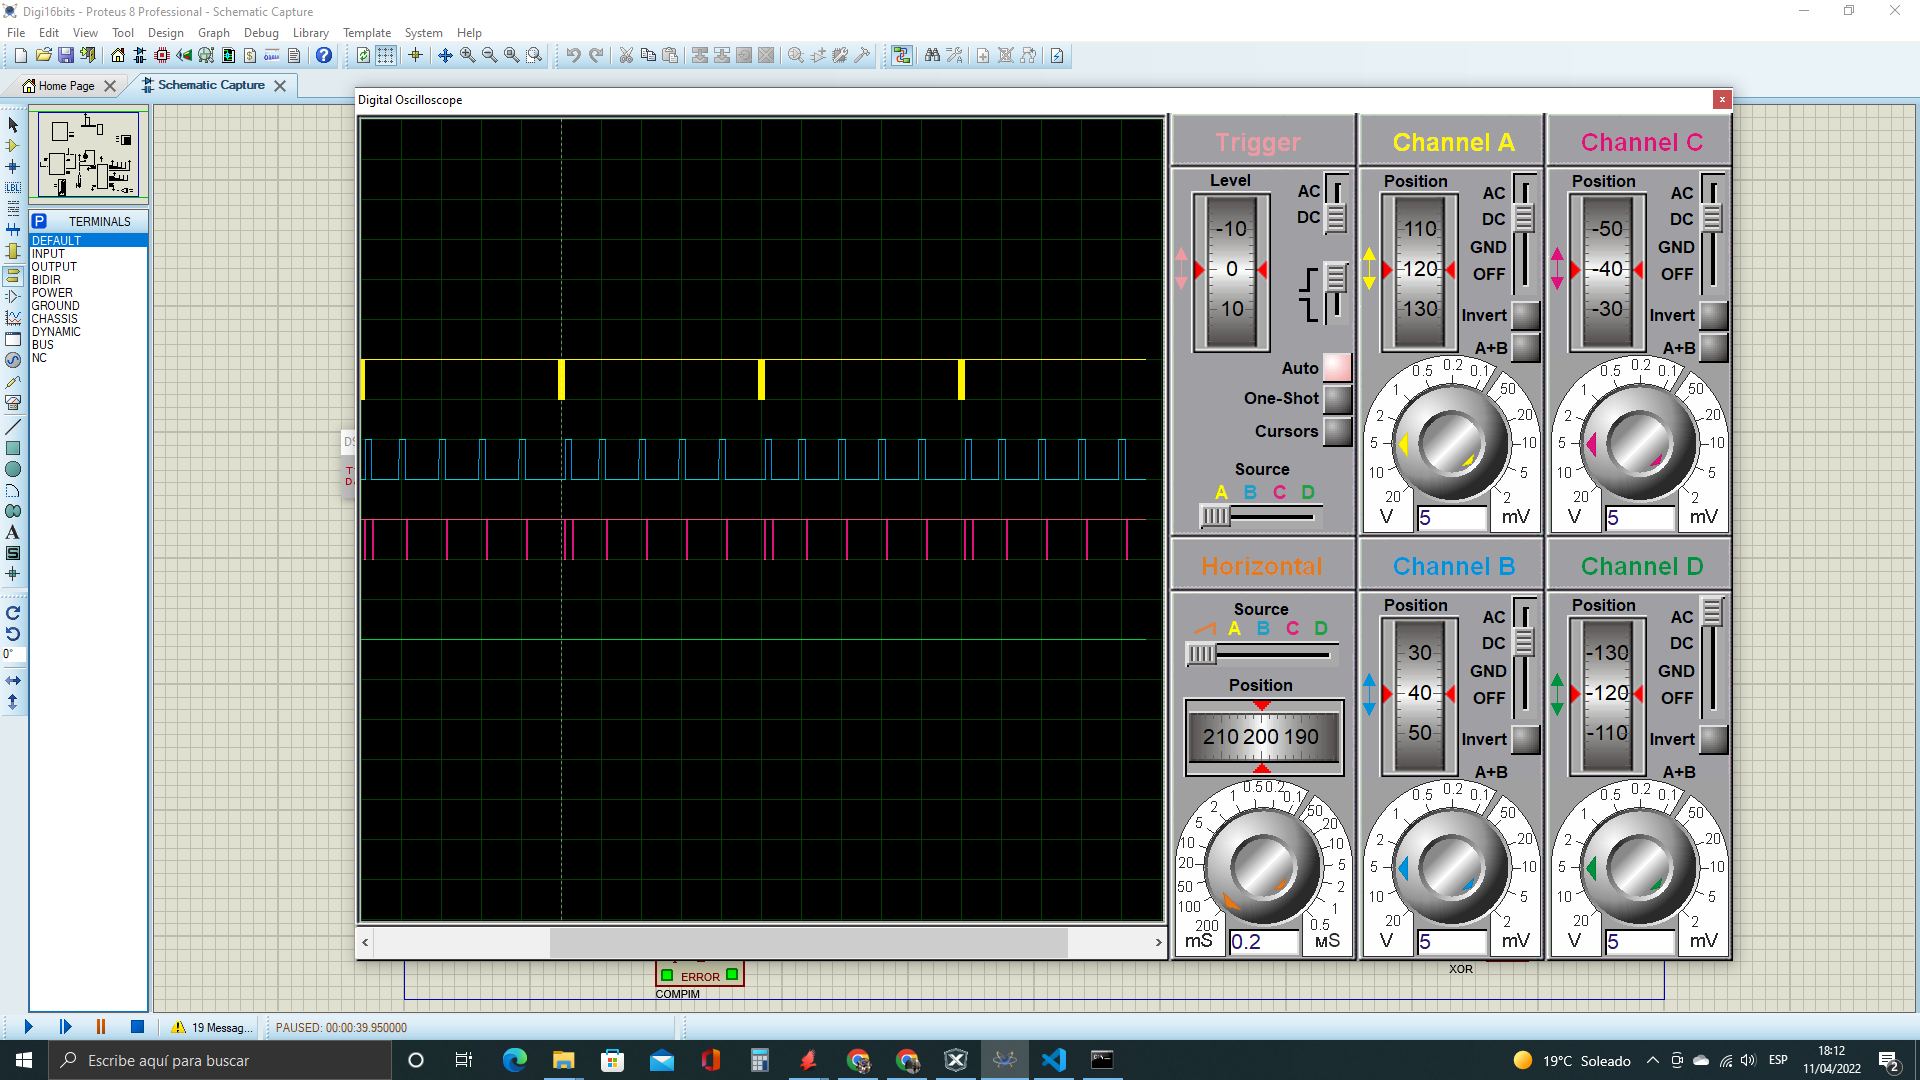 Digi16bits - Proteus 8 Professional - Schematic Capture
File Edit View Tool Design Graph Debug Library Template System Help
Home Page
Schematic Capture
Digital Oscilloscope
P TERMINALS
DEFAULT
INPUT
OUTPUT
BIDIR
POWER
GROUND
CHASSIS
DYNAMIC
BUS
NC
0°
Trigger
Level
-10
0
10
AC
DC
Auto
One-Shot
Cursors
Source
A B C D
Channel A
Position
110
120
130
AC
DC
GND
OFF
Invert
A+B
20 10 5 2 1 0.5 0.2 0.1 50 20 10 5 2
V 5 mV
Channel C
Position
-50
-40
-30
AC
DC
GND
OFF
Invert
A+B
20 10 5 2 1 0.5 0.2 0.1 50 20 10 5 2
V 5 mV
Horizontal
Source
A B C D
Position
210 200 190
200 100 50 20 10 5 2 1 0.5 0.2 0.1 50 20 10 5 2 1 0.5
mS 0.2 мS
Channel B
Position
30
40
50
AC
DC
GND
OFF
Invert
A+B
20 10 5 2 1 0.5 0.2 0.1 50 20 10 5 2
V 5 mV
Channel D
Position
-130
-120
-110
AC
DC
GND
OFF
Invert
A+B
20 10 5 2 1 0.5 0.2 0.1 50 20 10 5 2
V 5 mV
ERROR
COMPIM
XOR
19 Messag...
PAUSED: 00:00:39.950000
Escribe aquí para buscar
19°C Soleado
ESP
18:12
11/04/2022
2